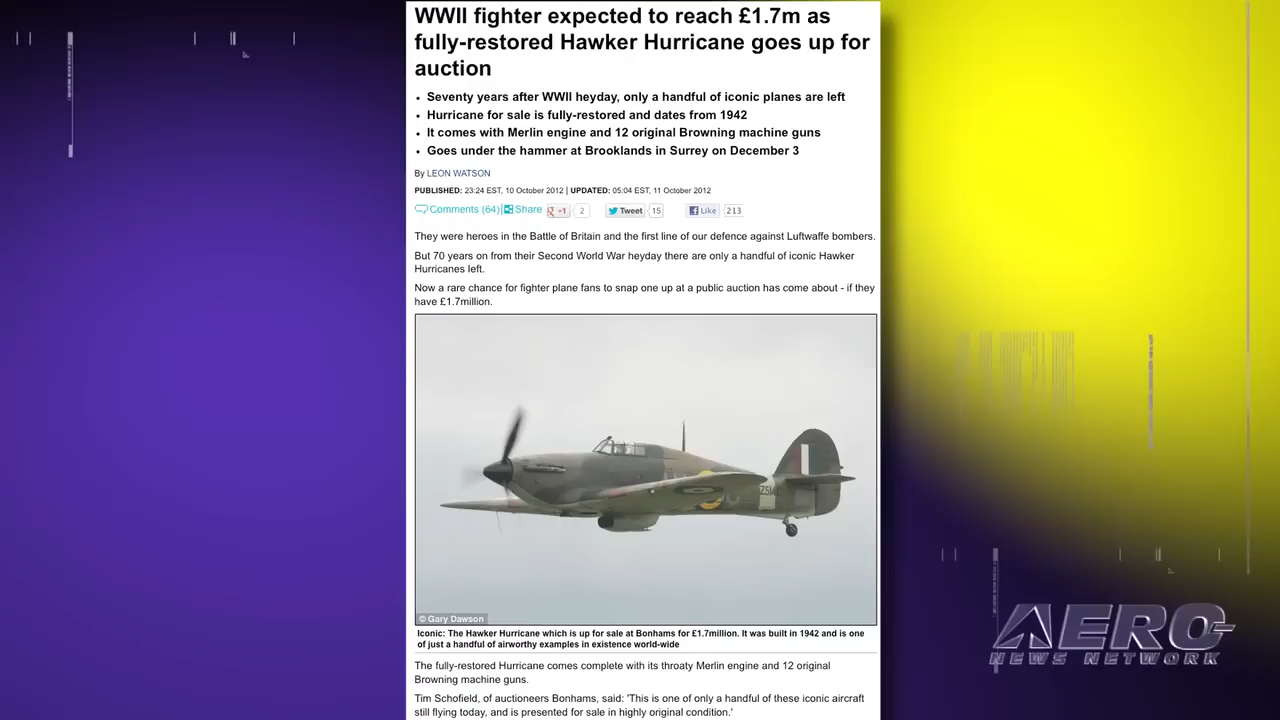 WWII fighter expected to reach £1.7m as
fully-restored Hawker Hurricane goes up for
auction
• Seventy years after WWII heyday, only a handful of iconic planes are left
• Hurricane for sale is fully-restored and dates from 1942
• It comes with Merlin engine and 12 original Browning machine guns
• Goes under the hammer at Brooklands in Surrey on December 3
By LEON WATSON
PUBLISHED: 23:24 EST, 10 October 2012 | UPDATED: 05:04 EST, 11 October 2012
Comments (64) | Share +1 2 Tweet 15 Like 213
They were heroes in the Battle of Britain and the first line of our defence against Luftwaffe bombers.
But 70 years on from their Second World War heyday there are only a handful of iconic Hawker
Hurricanes left.
Now a rare chance for fighter plane fans to snap one up at a public auction has come about - if they
have £1.7million.
© Gary Dawson
Iconic: The Hawker Hurricane which is up for sale at Bonhams for £1.7million. It was built in 1942 and is one
of just a handful of airworthy examples in existence world-wide
The fully-restored Hurricane comes complete with its throaty Merlin engine and 12 original
Browning machine guns.
Tim Schofield, of auctioneers Bonhams, said: 'This is one of only a handful of these iconic aircraft
still flying today, and is presented for sale in highly original condition.'
AERO
NEWS NETWORK